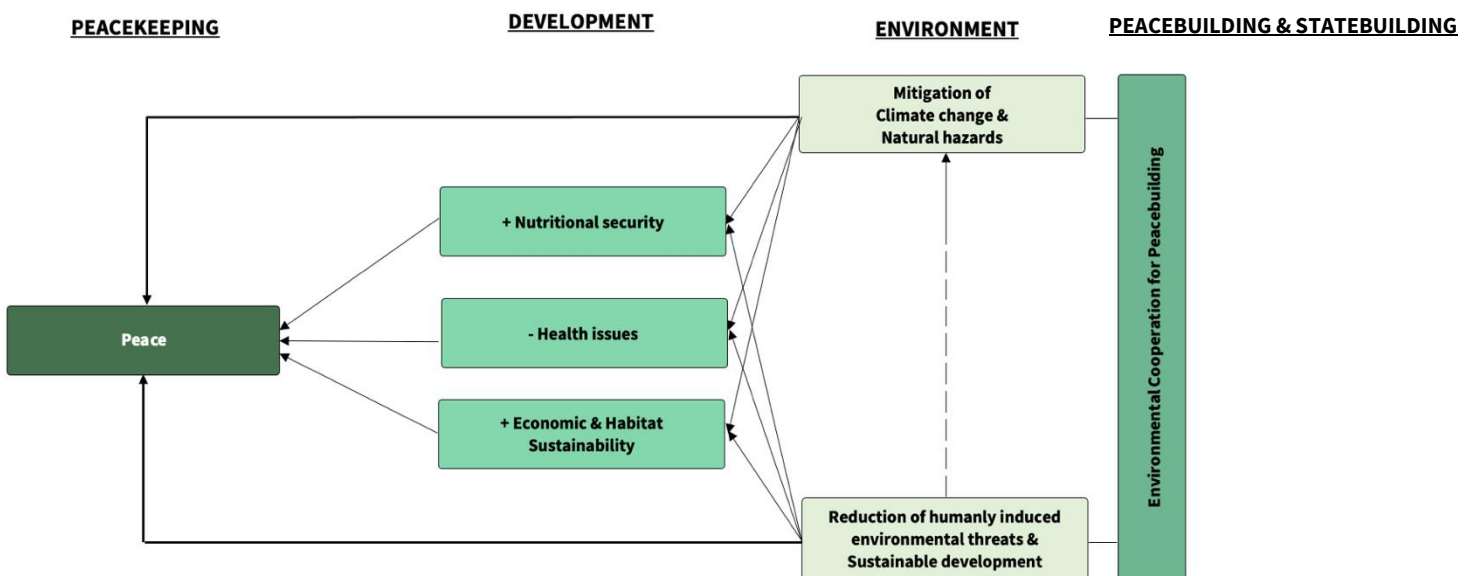 PEACEKEEPING
DEVELOPMENT
ENVIRONMENT
PEACEBUILDING & STATEBUILDING
Mitigation of
Climate change &
Natural hazards
+ Nutritional security
- Health issues
+ Economic & Habitat
Sustainability
Peace
Reduction of humanly induced
environmental threats &
Sustainable development
Environmental Cooperation for Peacebuilding